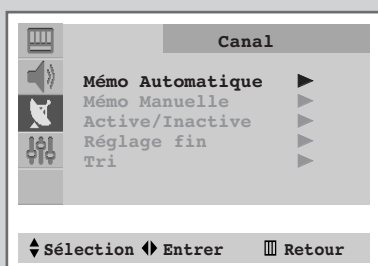 Canal
Mémo Automatique
Mémo Manuelle
Active/Inactive
Réglage fin
Tri
Sélection Entrer Retour